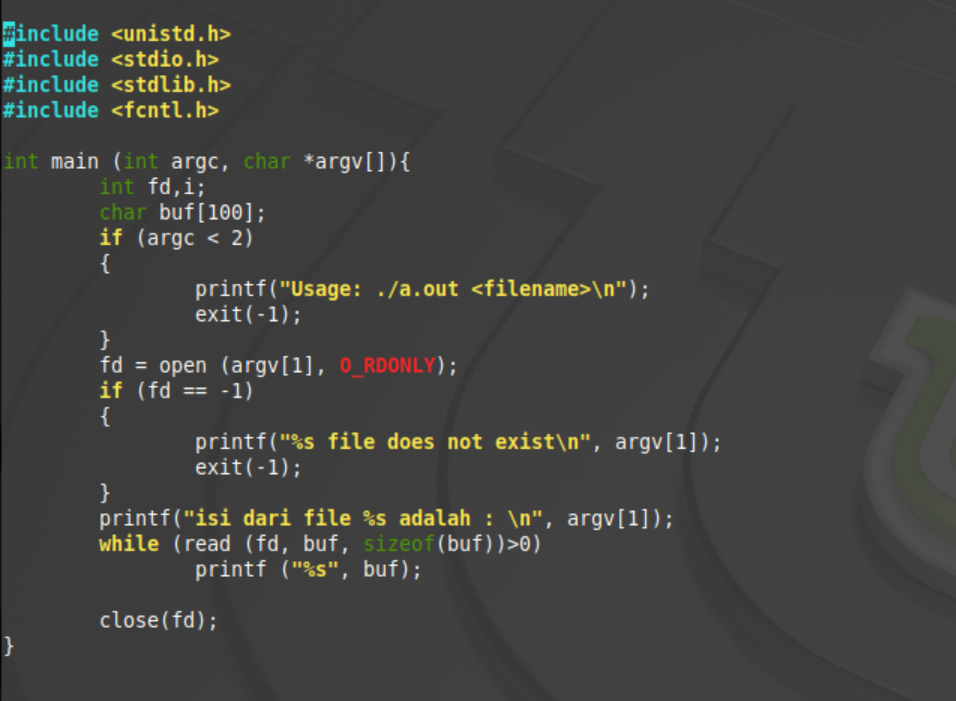 #include <unistd.h>
#include <stdio.h>
#include <stdlib.h>
#include <fcntl.h>

int main (int argc, char *argv[]){
        int fd,i;
        char buf[100];
        if (argc < 2)
        {
                printf("Usage: ./a.out <filename>\n");
                exit(-1);
        }
        fd = open (argv[1], O_RDONLY);
        if (fd == -1)
        {
                printf("%s file does not exist\n", argv[1]);
                exit(-1);
        }
        printf("isi dari file %s adalah : \n", argv[1]);
        while (read (fd, buf, sizeof(buf))>0)
                printf ("%s", buf);

        close(fd);
}